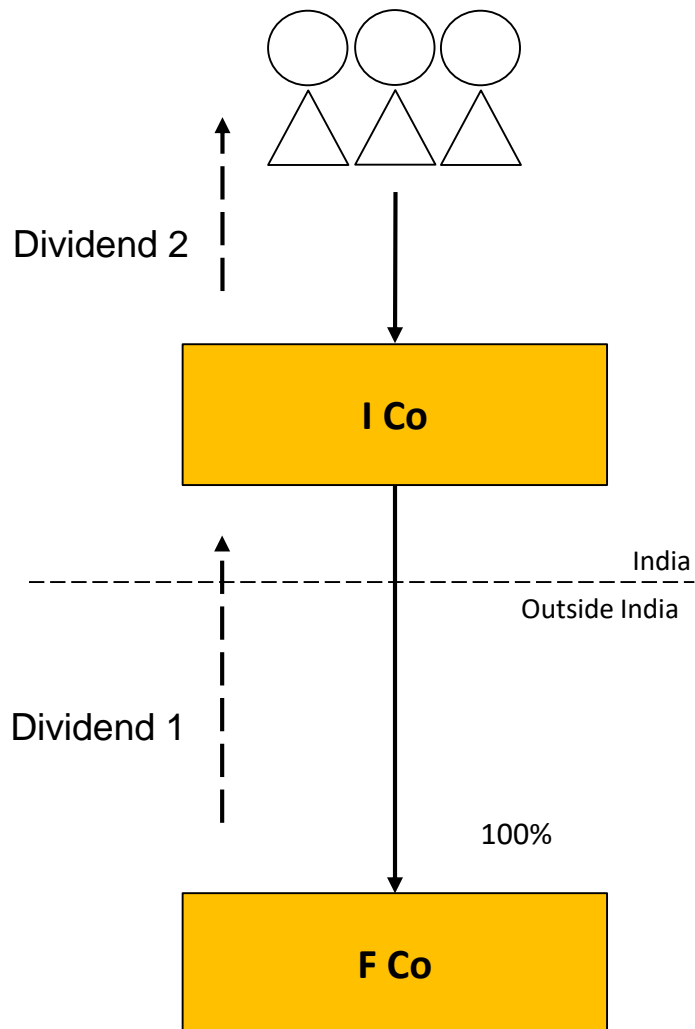 Dividend 2
I Co
India
Outside India
Dividend 1
100%
F Co